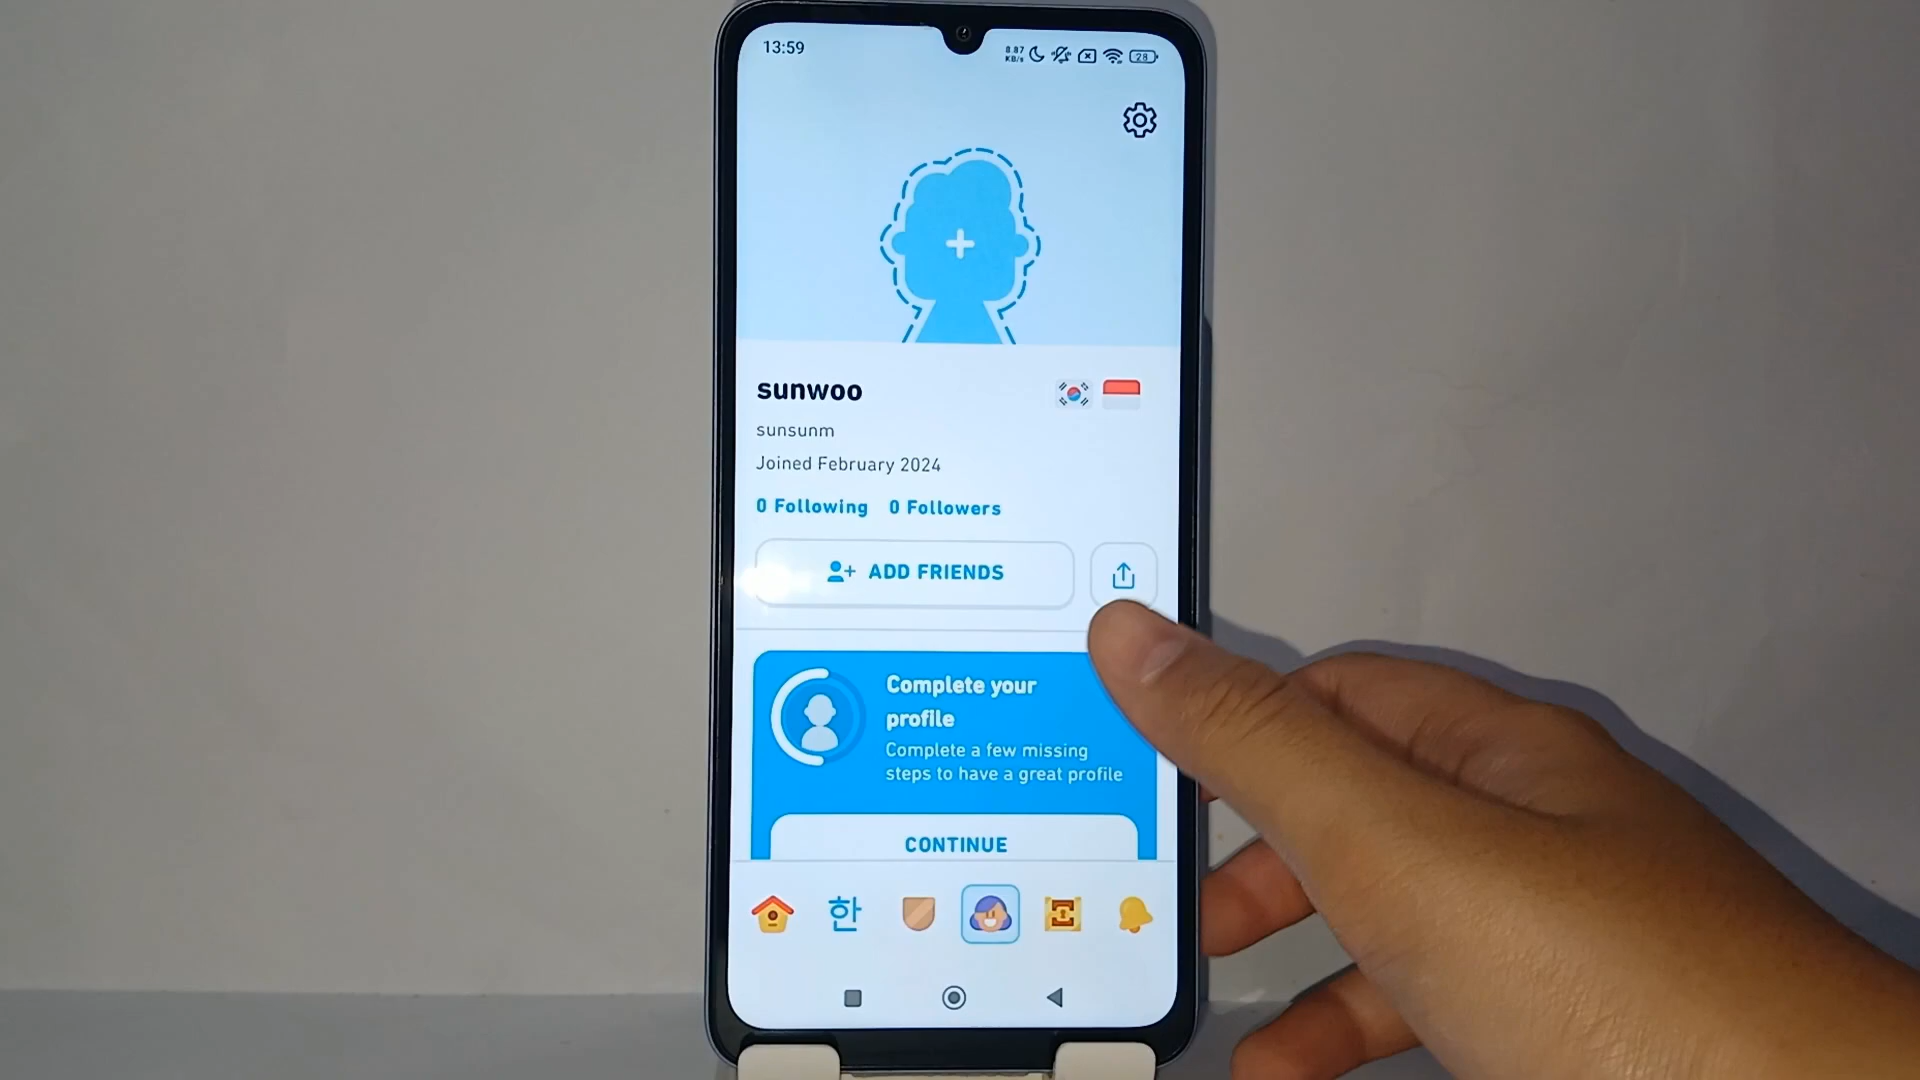 13:59
8.87
KB/s
28
sunwoo
sunsunm
Joined February 2024
0 Following 0 Followers
ADD FRIENDS
Complete your
profile
Complete a few missing
steps to have a great profile
CONTINUE
한